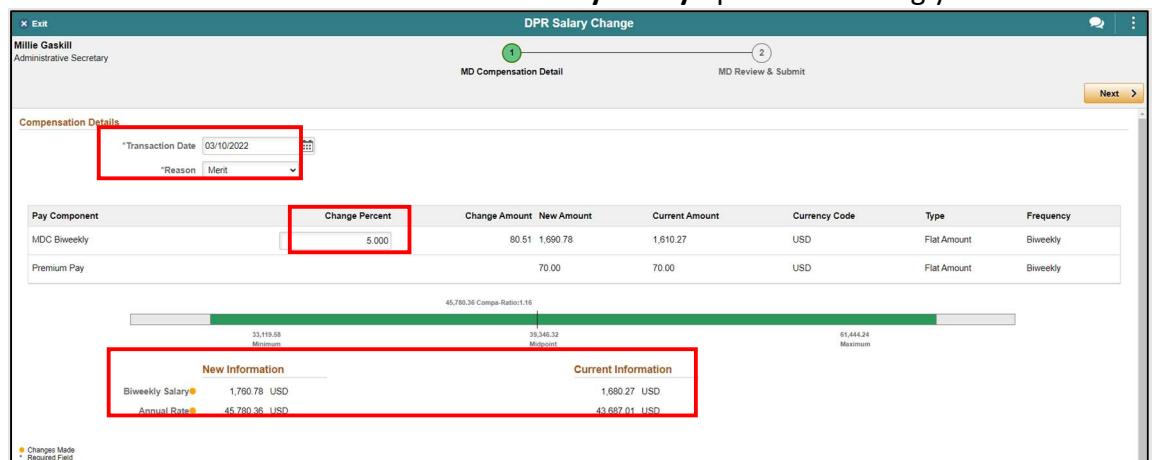 × Exit
DPR Salary Change
Millie Gaskill
Administrative Secretary
1
2
MD Compensation Detail
MD Review & Submit
Next >
Compensation Details
*Transaction Date 03/10/2022
*Reason Merit
Pay Component Change Percent Change Amount New Amount Current Amount Currency Code Type Frequency
MDC Biweekly 5.000 80.51 1,690.78 1,610.27 USD Flat Amount Biweekly
Premium Pay 70.00 70.00 USD Flat Amount Biweekly
45,780.36 Compa-Ratio:1.16
33,119.58 39,346.32 61,444.24
Minimum Midpoint Maximum
New Information Current Information
Biweekly Salary 1,760.78 USD 1,680.27 USD
Annual Rate 45,780.36 USD 43,687.01 USD
Changes Made
* Required Field